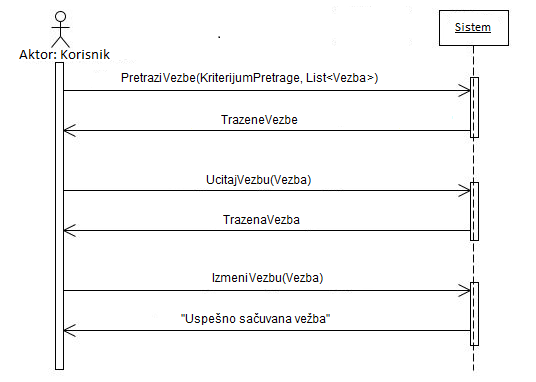 Sistem
Aktor: Korisnik
PretraziVezbe(KriterijumPretrage, List<Vezba>)
TrazeneVezbe
UcitajVezbu(Vezba)
TrazenaVezba
IzmeniVezbu(Vezba)
"Uspešno sačuvana vežba"